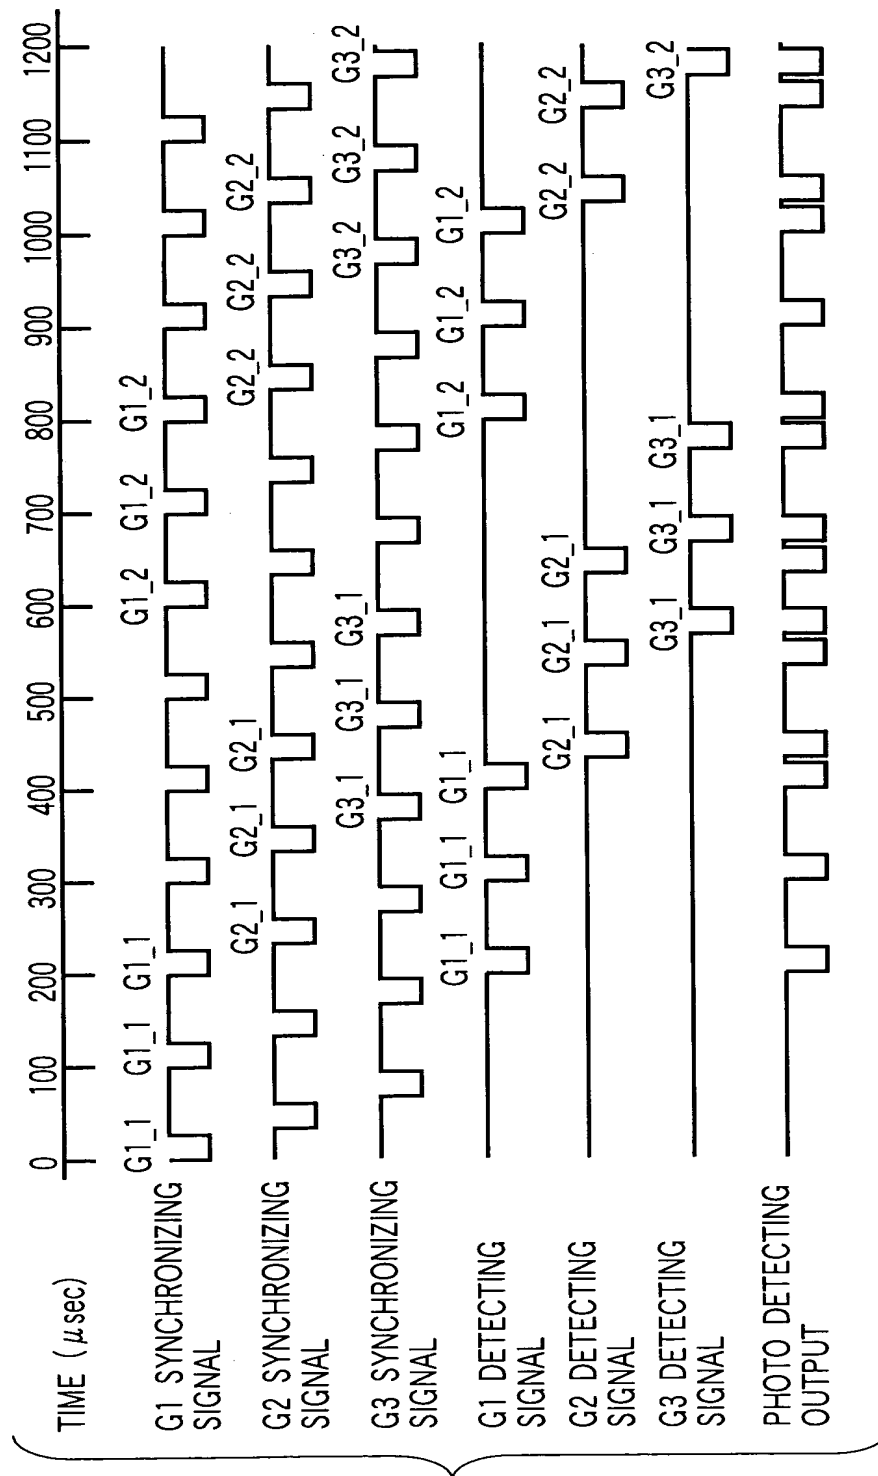 TIME (μsec)
0 100 200 300 400 500 600 700 800 900 1000 1100 1200
G1 SYNCHRONIZING
SIGNAL
G1_1 G1_1 G1_1 G1_2 G1_2 G1_2
G2 SYNCHRONIZING
SIGNAL
G2_1 G2_1 G2_1 G2_2 G2_2 G2_2
G3 SYNCHRONIZING
SIGNAL
G3_1 G3_1 G3_1 G3_2 G3_2 G3_2
G1 DETECTING
SIGNAL
G1_1 G1_1 G1_1 G1_2 G1_2 G1_2
G2 DETECTING
SIGNAL
G2_1 G2_1 G2_1 G2_2 G2_2
G3 DETECTING
SIGNAL
G3_1 G3_1 G3_1 G3_2
PHOTO DETECTING
OUTPUT